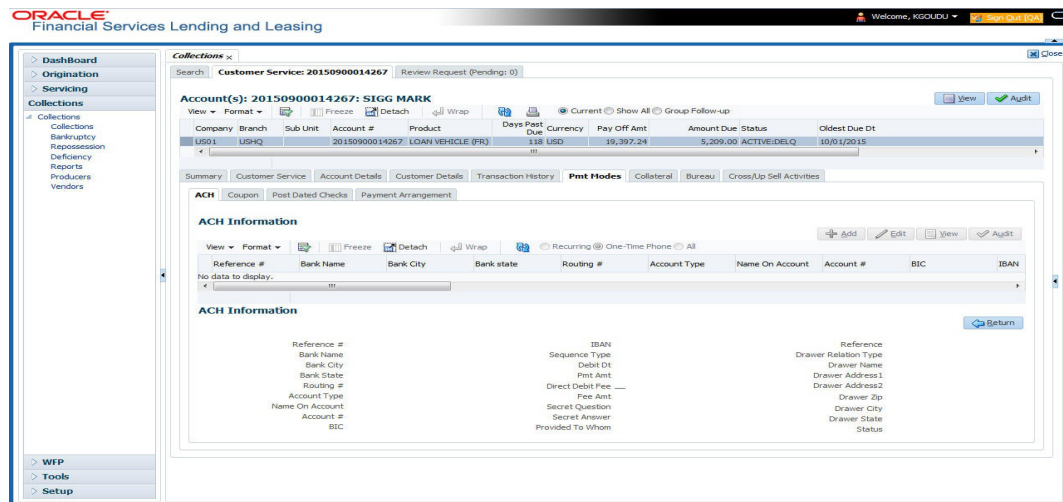 ORACLE®
Financial Services Lending and Leasing
Welcome, KGOUDU
Sign Out [QA]
Close
DashBoard
Origination
Servicing
Collections
Collections
Collections
Bankruptcy
Repossession
Deficiency
Reports
Producers
Vendors
WFP
Tools
Setup
Collections x
Search Customer Service: 20150900014267 Review Request (Pending: 0)
Account(s): 20150900014267: SIGG MARK
View Audit
View Format Freeze Detach Wrap Current Show All Group Follow-up
Company Branch Sub Unit Account # Product Days Past Due Currency Pay Off Amt Amount Due Status Oldest Due Dt
US01 USHQ 20150900014267 LOAN VEHICLE (FR) 118 USD 19,397.24 5,209.00 ACTIVE:DELQ 10/01/2015
Summary Customer Service Account Details Customer Details Transaction History Pmt Modes Collateral Bureau Cross/Up Sell Activities
ACH Coupon Post Dated Checks Payment Arrangement
ACH Information
Add Edit View Audit
View Format Freeze Detach Wrap Recurring One-Time Phone All
Reference # Bank Name Bank City Bank state Routing # Account Type Name On Account Account # BIC IBAN
No data to display.
ACH Information
Return
Reference # IBAN Reference
Bank Name Sequence Type Drawer Relation Type
Bank City Debit Dt Drawer Name
Bank State Pmt Amt Drawer Address1
Routing # Direct Debit Fee Drawer Address2
Account Type Fee Amt Drawer Zip
Name On Account Secret Question Drawer City
Account # Secret Answer Drawer State
BIC Provided To Whom Status